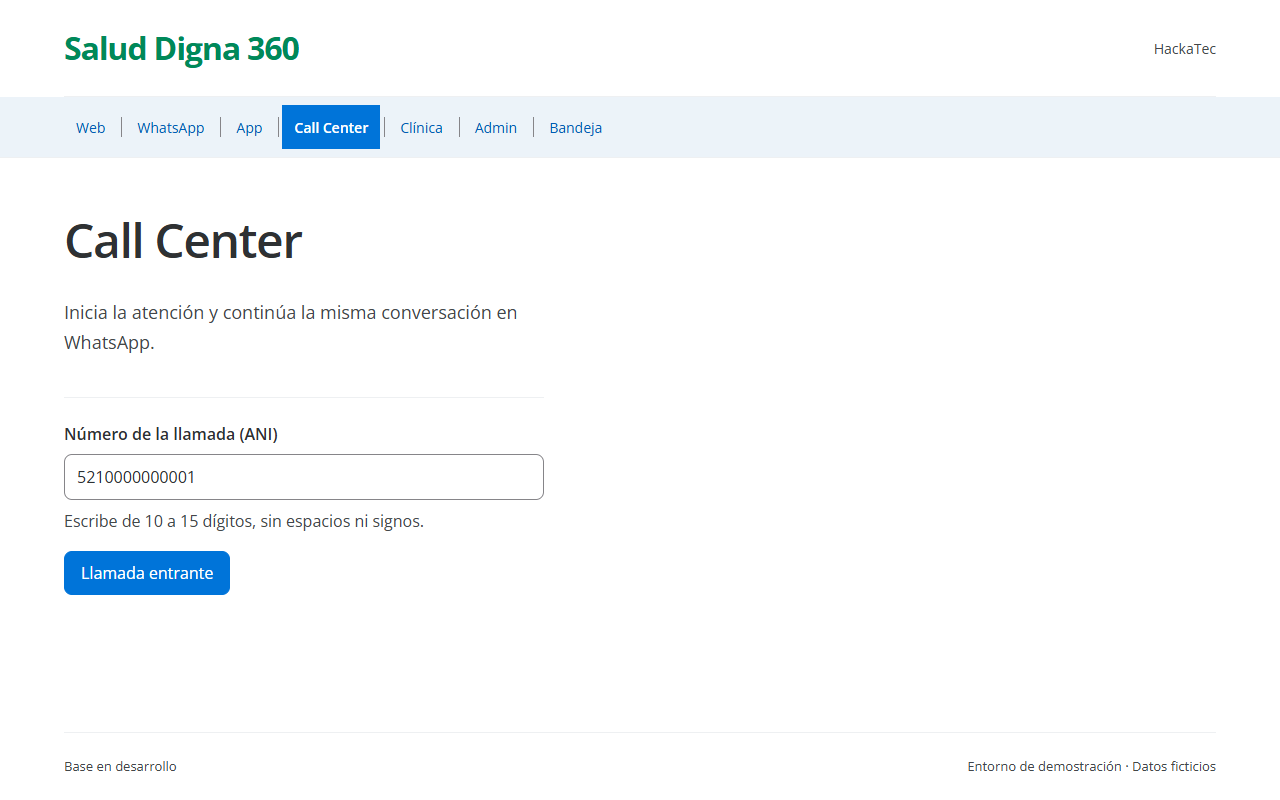 Salud Digna 360
HackaTec
Web
WhatsApp
App
Call Center
Clínica
Admin
Bandeja
Call Center
Inicia la atención y continúa la misma conversación en
WhatsApp.
Número de la llamada (ANI)
5210000000001
Escribe de 10 a 15 dígitos, sin espacios ni signos.
Llamada entrante
Base en desarrollo
Entorno de demostración · Datos ficticios